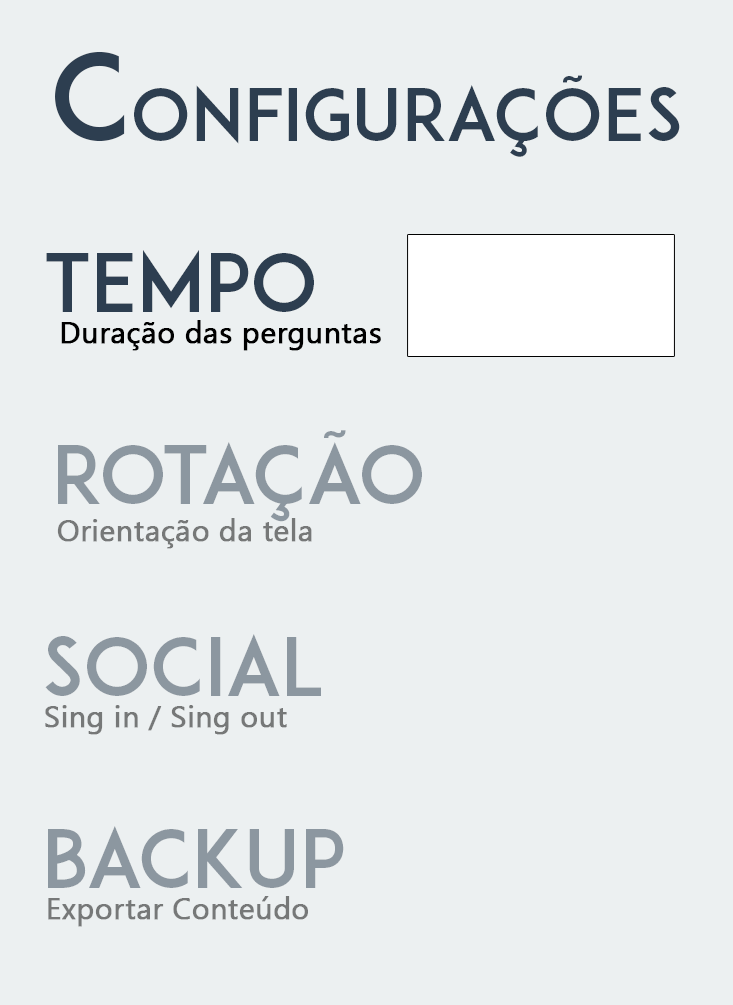 Configurações
TEMPO
Duração das perguntas
ROTAÇÃO
Orientação da tela
SOCIAL
Sing in / Sing out
BACKUP
Exportar Conteúdo